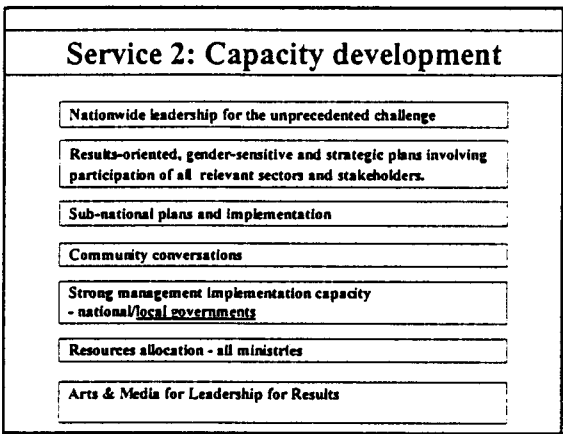 Service 2: Capacity development
Nationwide leadership for the unprecedented challenge
Results-oriented, gender-sensitive and strategic plans involving
participation of all relevant sectors and stakeholders.
Sub-national plans and implementation
Community conversations
Strong management implementation capacity
- national/local governments
Resources allocation - all ministries
Arts & Media for Leadership for Results